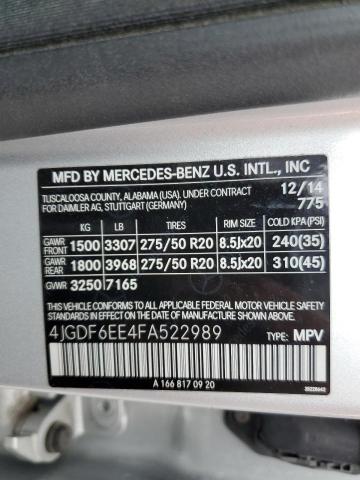 MFD BY MERCEDES-BENZ U.S. INTL., INC
TUSCALOOSA COUNTY, ALABAMA (USA). UNDER CONTRACT 12/14
FOR DAIMLER AG, STUTTGART (GERMANY) 775
KG LB TIRES RIM SIZE COLD KPA(PSI)
GAWR FRONT 1500 3307 275/50 R20 8.5Jx20 240(35)
GAWR REAR 1800 3968 275/50 R20 8.5Jx20 310(45)
GVWR 3250 7165
THIS VEHICLE CONFORMS TO ALL APPLICABLE FEDERAL MOTOR VEHICLE
SAFETY STANDARDS IN EFFECT ON THE DATE OF MANUFACTURE SHOWN ABOVE.
4JGDF6EE4FA522989 TYPE: MPV
A 166 817 09 20